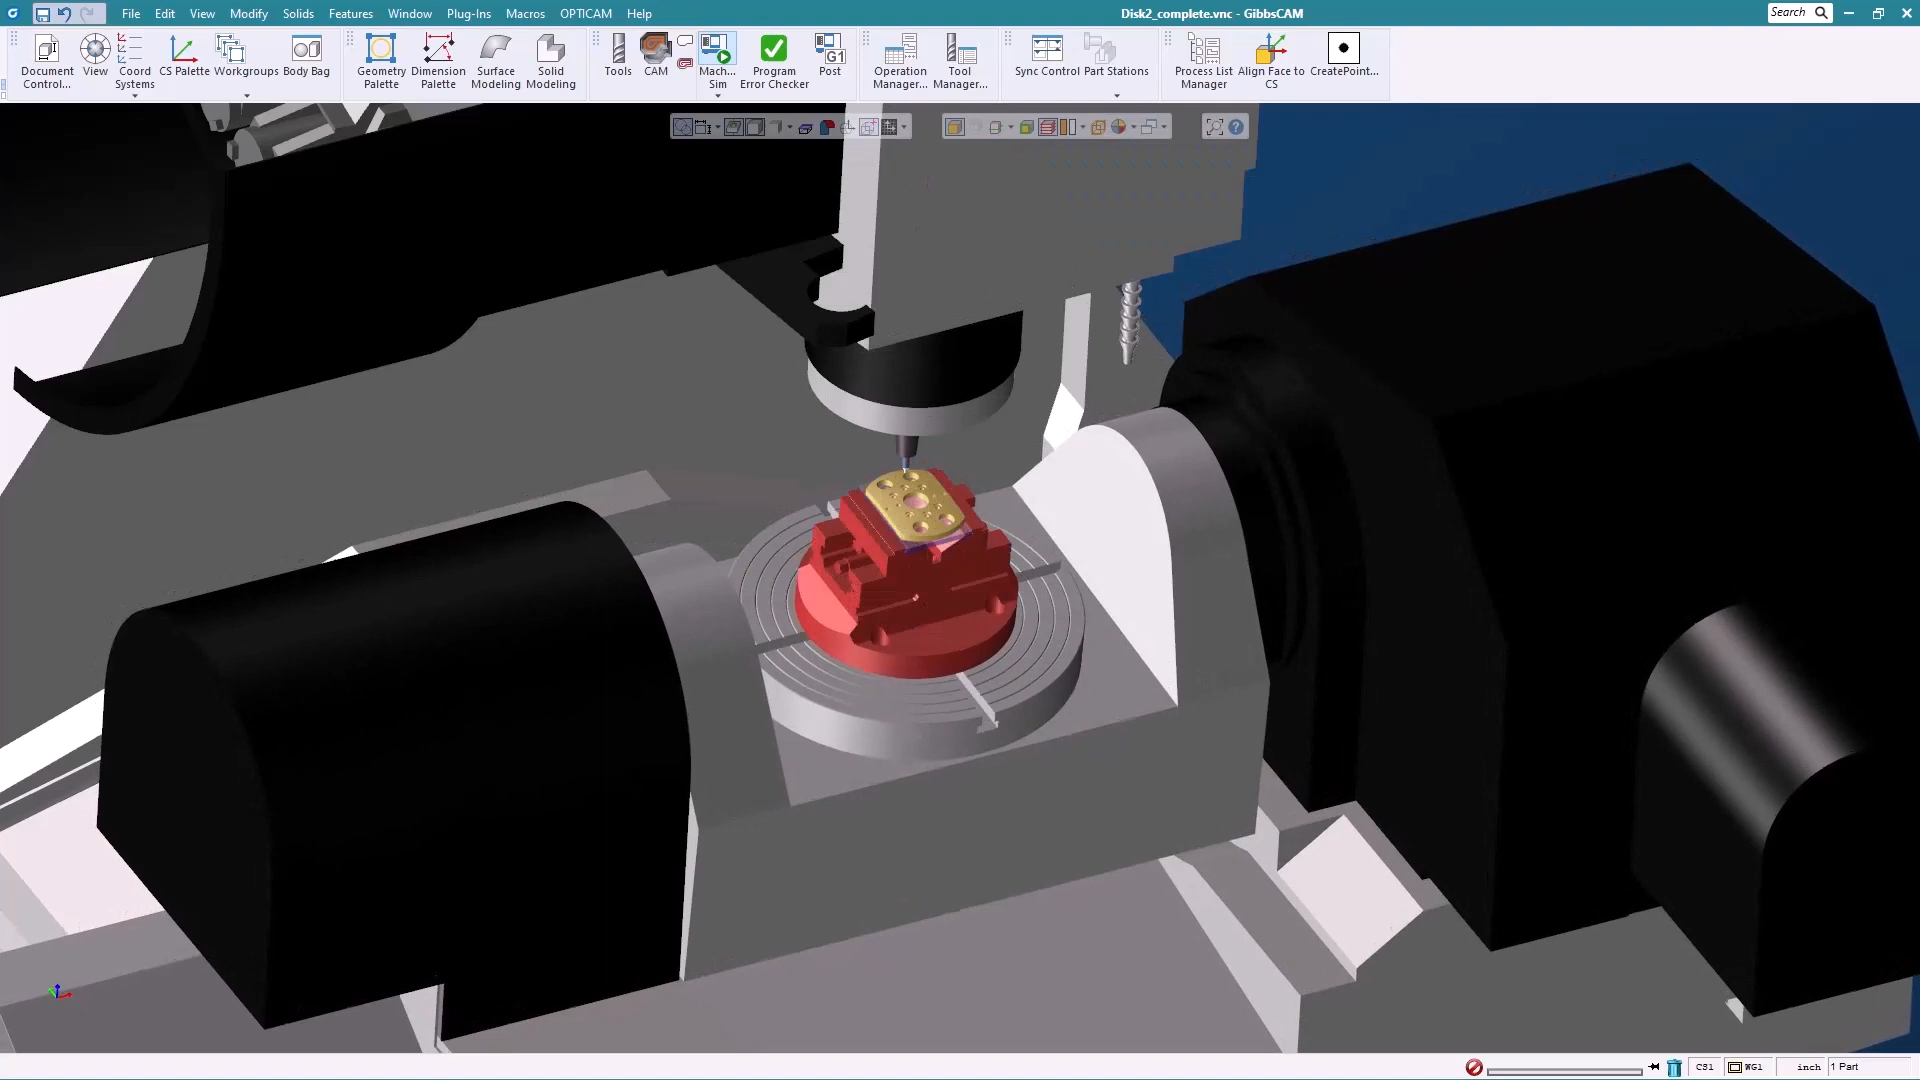 File Edit View Modify Solids Features Window Plug-Ins Macros OPTICAM Help
Disk2_complete.vnc - GibbsCAM
Search
Document Control...
View
Coord Systems
CS Palette
Workgroups
Body Bag
Geometry Palette
Dimension Palette
Surface Modeling
Solid Modeling
Tools
CAM
Mach... Sim
Program Error Checker
G1
Post
Operation Manager...
Tool Manager...
Sync Control
Part Stations
Process List Manager
Align Face to CS
CreatePoint...
CS1
WG1
inch
1 Part